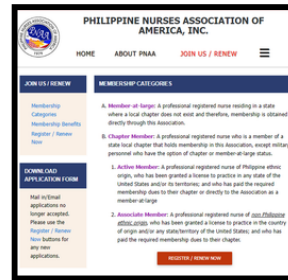 PHILIPPINE NURSES ASSOCIATION OF
AMERICA, INC.
HOME ABOUT PNAA JOIN US / RENEW
JOIN US / RENEW
Membership
Categories
Membership Benefits
Register / Renew
Now
DOWNLOAD
APPLICATION FORM
Mail in/Email
applications no
longer accepted.
Please use the
Register / Renew
Now buttons for
any new
applications.
MEMBERSHIP CATEGORIES
A. Member-at-large: A professional registered nurse residing in a state
where a local chapter does not exist and therefore, membership is obtained
directly through this Association.
B. Chapter Member: A professional registered nurse who is a member of a
state local chapter that holds membership in this Association, except military
personnel who have the option of chapter or member-at-large status.
1. Active Member: A professional registered nurse of Philippine ethnic
origin, who has been granted a license to practice in any state of the
United States and/or its territories; and who has paid the required
membership dues to their chapter or directly to the Association as a
member-at-large
2. Associate Member: A professional registered nurse of non Philippine
ethnic origin, who has been granted a license to practice in the country
of origin and/or any state/territory of the United States; and who has
paid the required membership dues to their chapter.
REGISTER / RENEW NOW